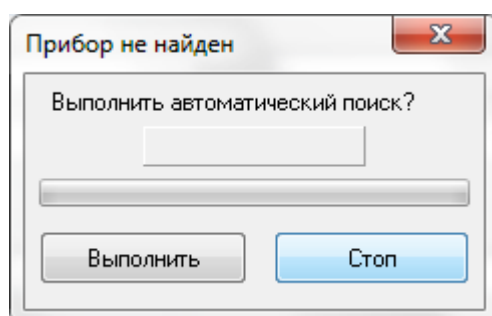 Прибор не найден
Выполнить автоматический поиск?
Выполнить
Стоп